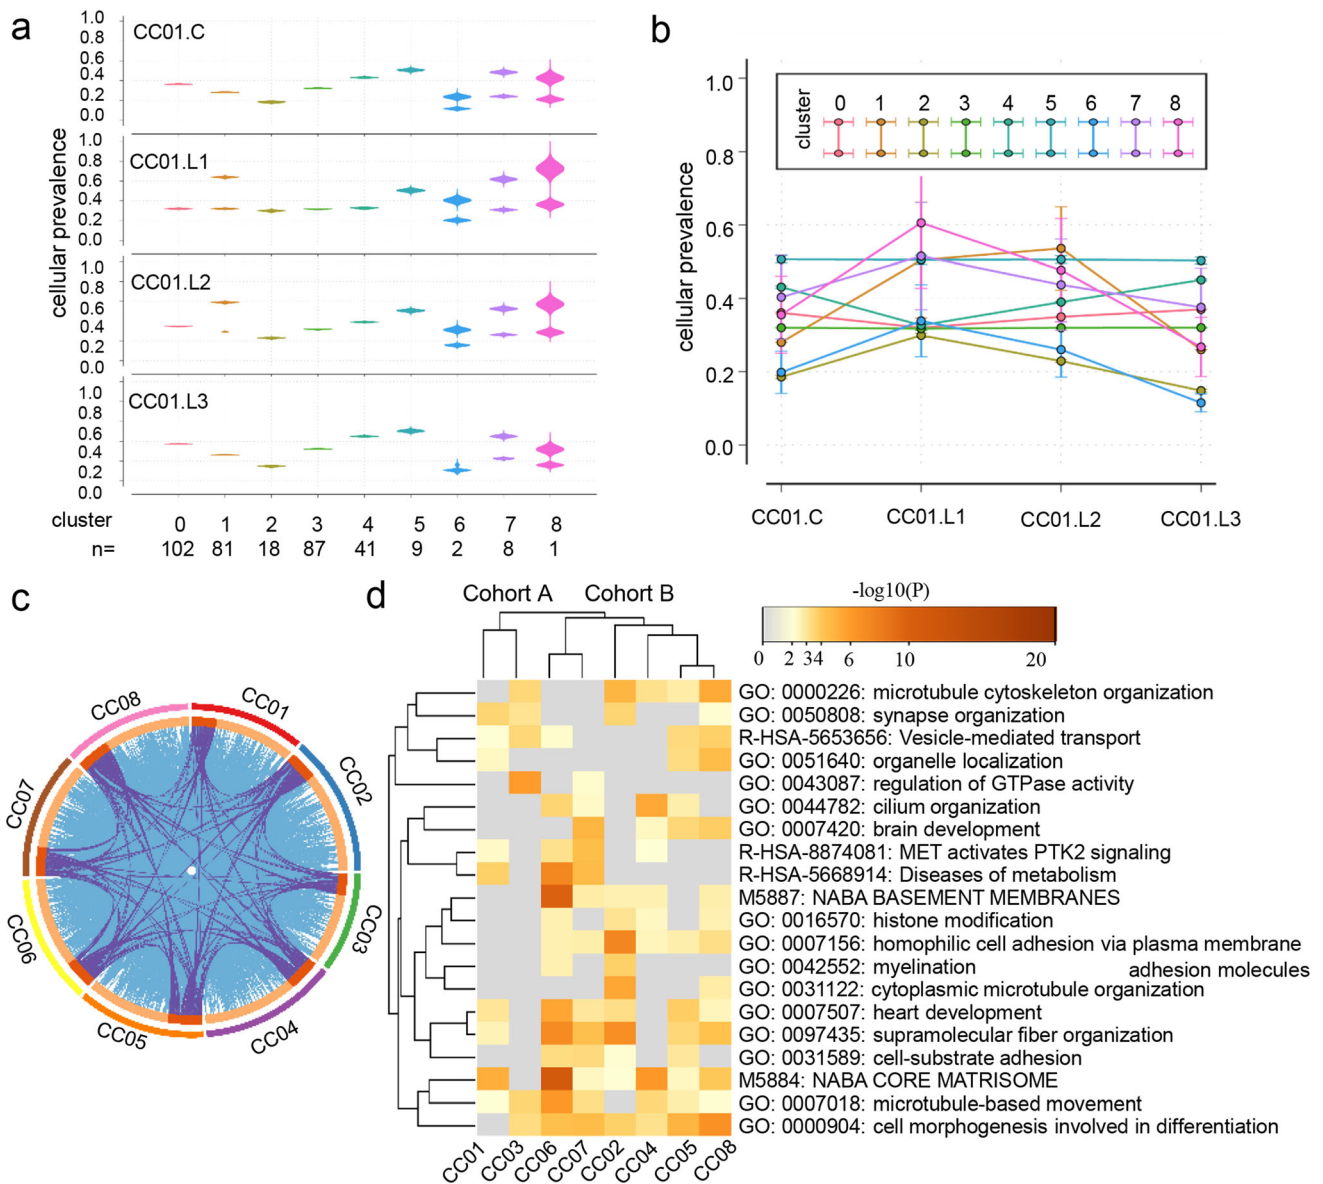 a
CC01.C
1.0
0.8
0.6
0.4
0.2
0.0
CC01.L1
1.0
0.8
0.6
0.4
0.2
0.0
CC01.L2
1.0
0.8
0.6
0.4
0.2
0.0
CC01.L3
1.0
0.8
0.6
0.4
0.2
0.0
cellular prevalence
cluster 0 1 2 3 4 5 6 7 8
n= 102 81 18 87 41 9 2 8 1
b
cluster
0 1 2 3 4 5 6 7 8
1.0
0.8
0.6
0.4
0.2
0.0
cellular prevalence
CC01.C CC01.L1 CC01.L2 CC01.L3
c
CC01
CC02
CC03
CC04
CC05
CC06
CC07
CC08
d
Cohort A Cohort B
-log10(P)
0 2 3 4 6 10 20
GO: 0000226: microtubule cytoskeleton organization
GO: 0050808: synapse organization
R-HSA-5653656: Vesicle-mediated transport
GO: 0051640: organelle localization
GO: 0043087: regulation of GTPase activity
GO: 0044782: cilium organization
GO: 0007420: brain development
R-HSA-8874081: MET activates PTK2 signaling
R-HSA-5668914: Diseases of metabolism
M5887: NABA BASEMENT MEMBRANES
GO: 0016570: histone modification
GO: 0007156: homophilic cell adhesion via plasma membrane
adhesion molecules
GO: 0042552: myelination
GO: 0031122: cytoplasmic microtubule organization
GO: 0007507: heart development
GO: 0097435: supramolecular fiber organization
GO: 0031589: cell-substrate adhesion
M5884: NABA CORE MATRISOME
GO: 0007018: microtubule-based movement
GO: 0000904: cell morphogenesis involved in differentiation
CC01 CC03 CC06 CC07 CC02 CC04 CC05 CC08